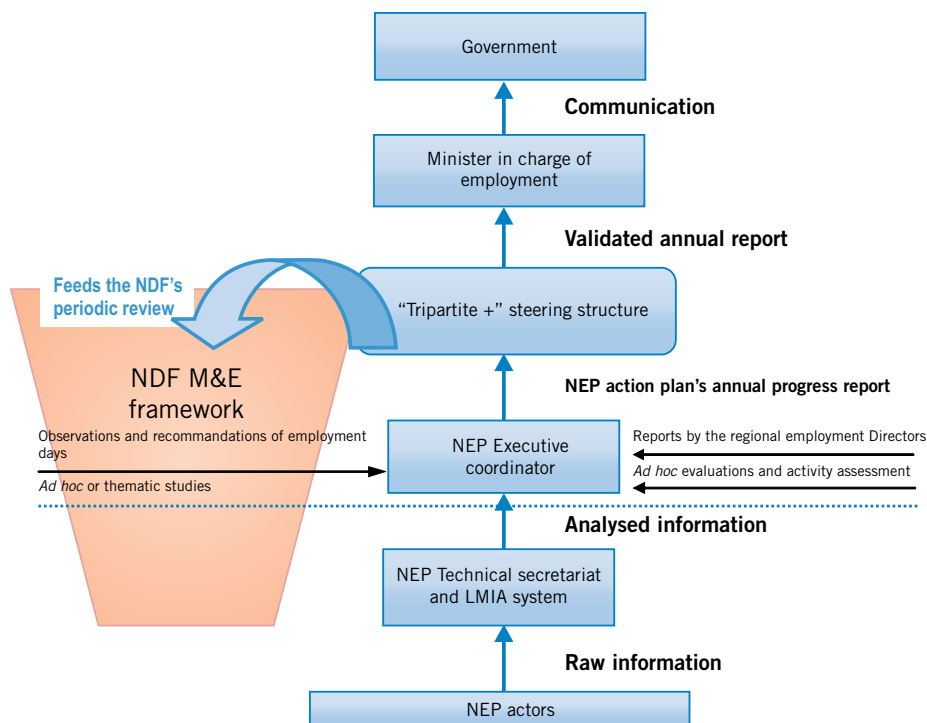 Government
Communication
Minister in charge of
employment
Validated annual report
Feeds the NDF's
periodic review
"Tripartite +" steering structure
NDF M&E
framework
NEP action plan's annual progress report
Observations and recommandations of employment
days
Ad hoc or thematic studies
NEP Executive
coordinator
Reports by the regional employment Directors
Ad hoc evaluations and activity assessment
Analysed information
NEP Technical secretariat
and LMIA system
Raw information
NEP actors